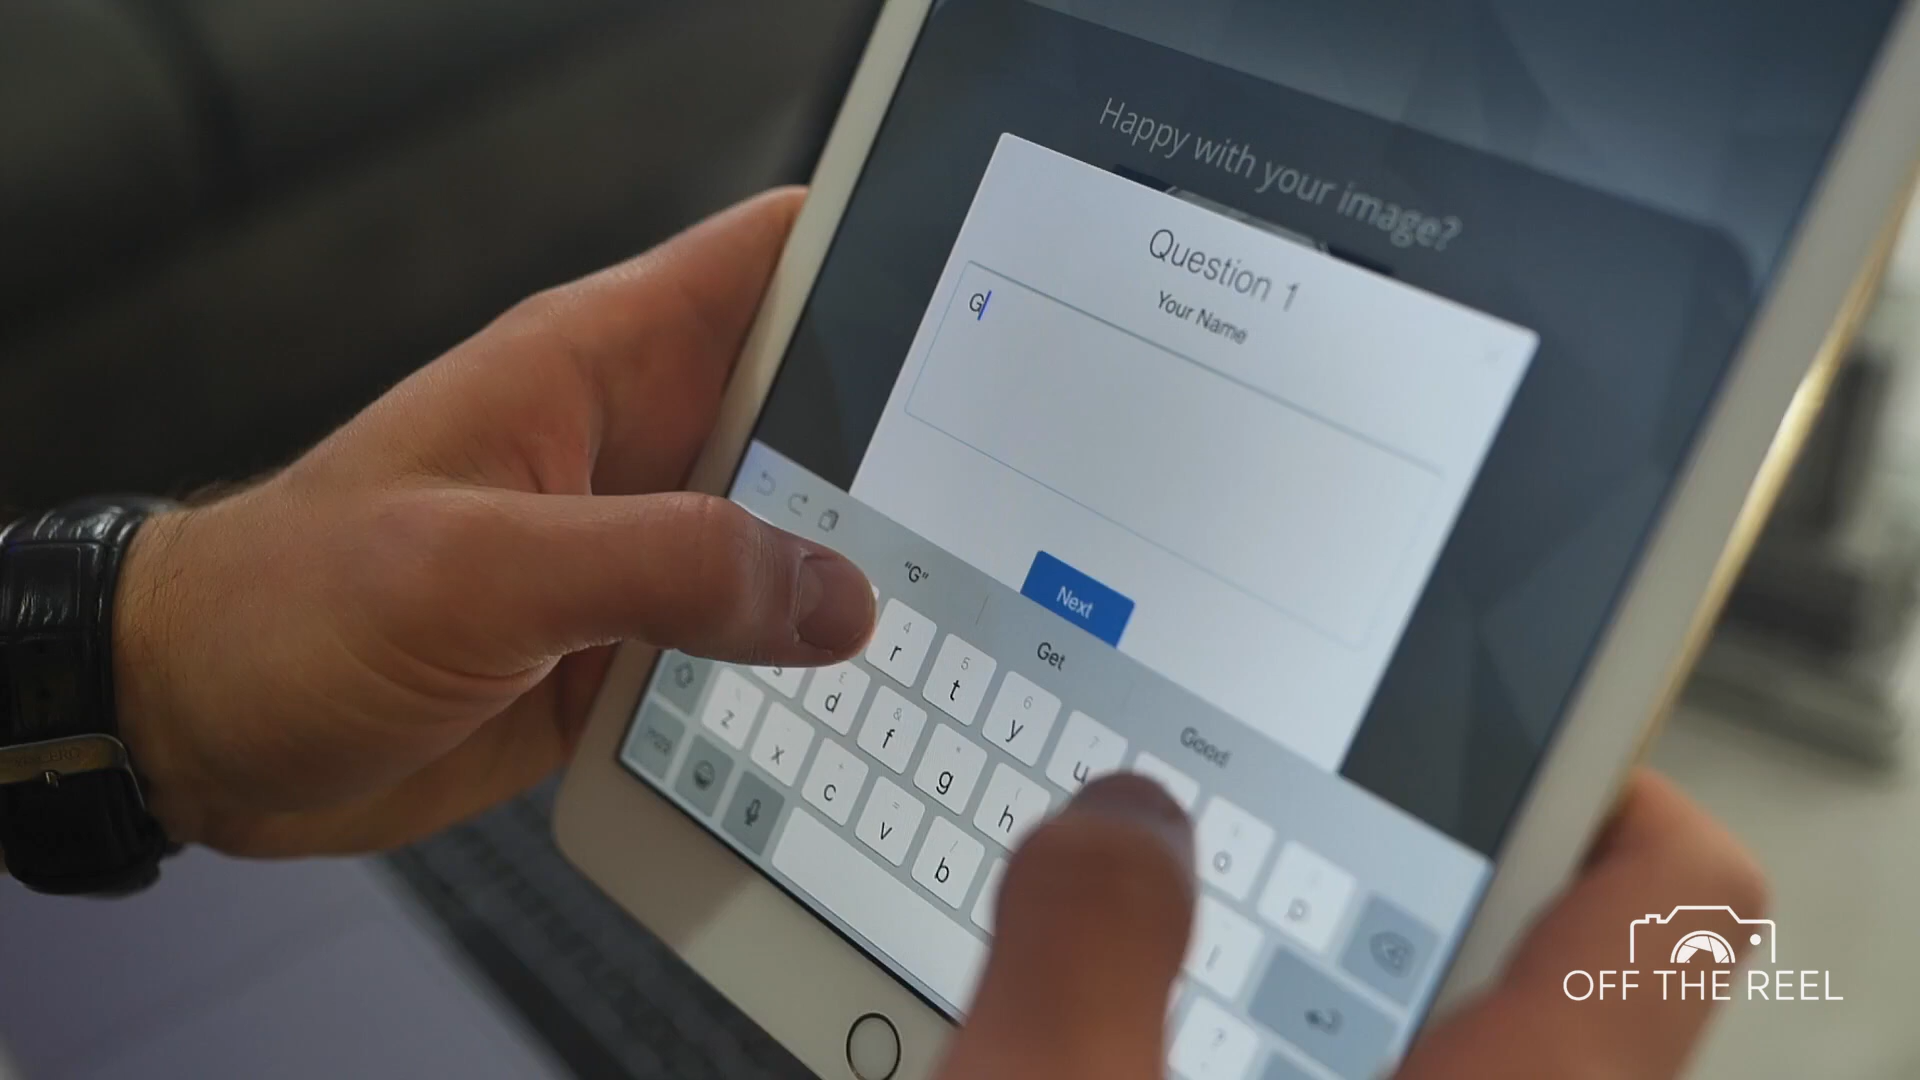 Happy with your image?
Question 1
Your Name
G
Next
"G"
Get
Good
4
r
5
t
6
y
7
u
o
p
s
£
d
&
f
*
g
(
h
l
z
x
+
c
=
v
/
b
?
OFF THE REEL